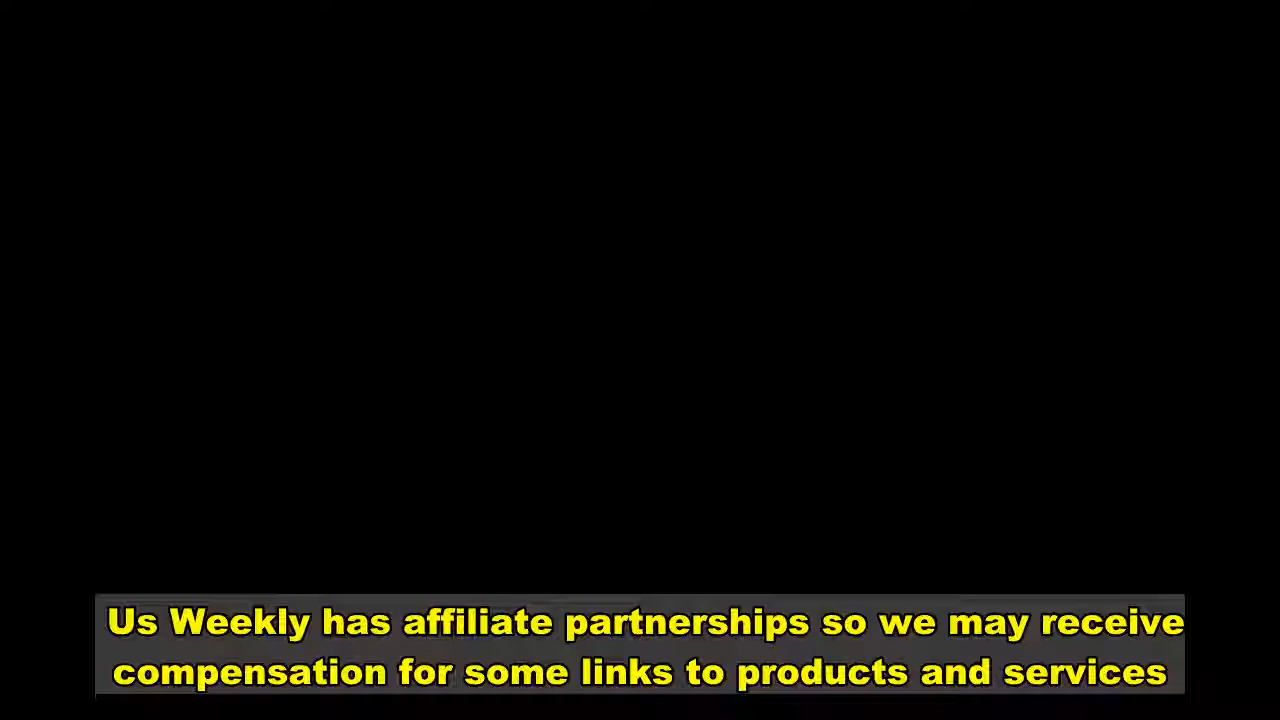 Us Weekly has affiliate partnerships so we may receive
compensation for some links to products and services